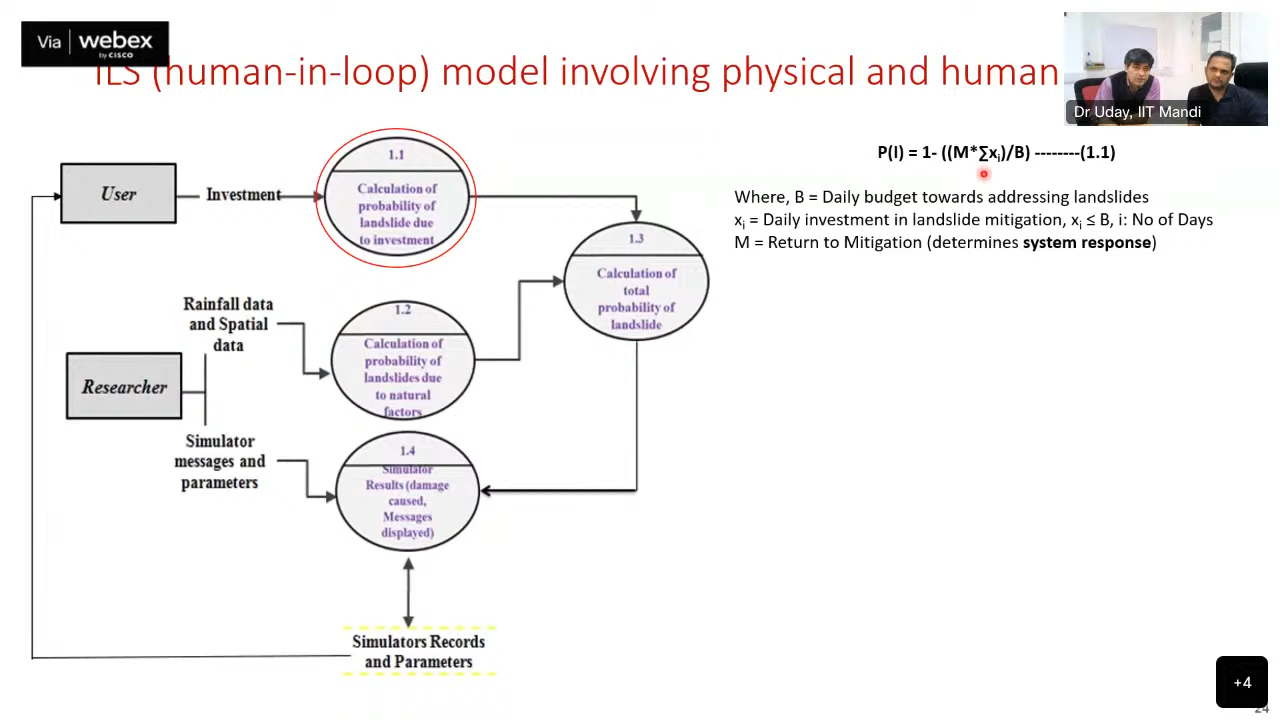 Via webex
by CISCO
ILS (human-in-loop) model involving physical and human
Dr Uday, IIT Mandi
P(I) = 1- ((M*∑xᵢ)/B) --------(1.1)
Where, B = Daily budget towards addressing landslides
xᵢ = Daily investment in landslide mitigation, xᵢ ≤ B, i: No of Days
M = Return to Mitigation (determines system response)
User
Investment
1.1
Calculation of
probability of
landslide due
to investment
1.3
Calculation of
total
probability of
landslide
Rainfall data
and Spatial
data
1.2
Calculation of
probability of
landslides due
to natural
factors
Researcher
Simulator
messages and
parameters
1.4
Simulator
Results (damage
caused,
Messages
displayed)
Simulators Records
and Parameters
+4
24